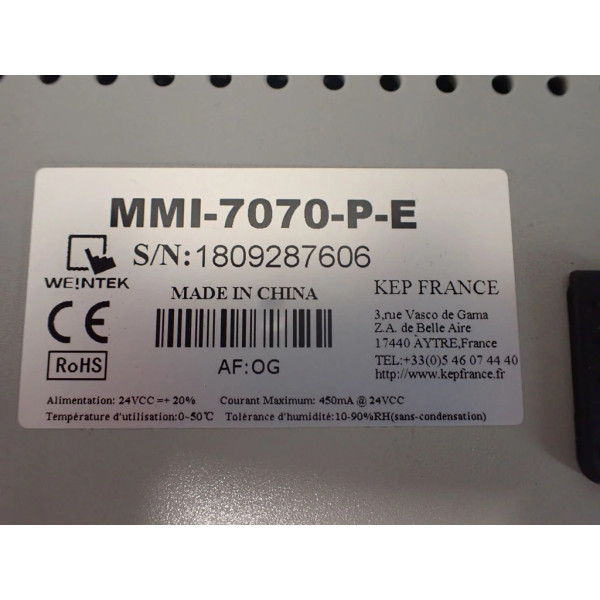 MMI-7070-P-E
S/N:1809287606
WE!NTEK
MADE IN CHINA
KEP FRANCE
3,rue Vasco de Gama
Z.A. de Belle Aire
17440 AYTRE,France
TEL:+33(0)5 46 07 44 40
http://www.kepfrance.fr
CE
RoHS
AF:OG
Alimentation: 24VCC =+ 20% Courant Maximum: 450mA @ 24VCC
Température d'utilisation:0~50℃ Tolérance d'humidité:10-90%RH(sans-condensation)